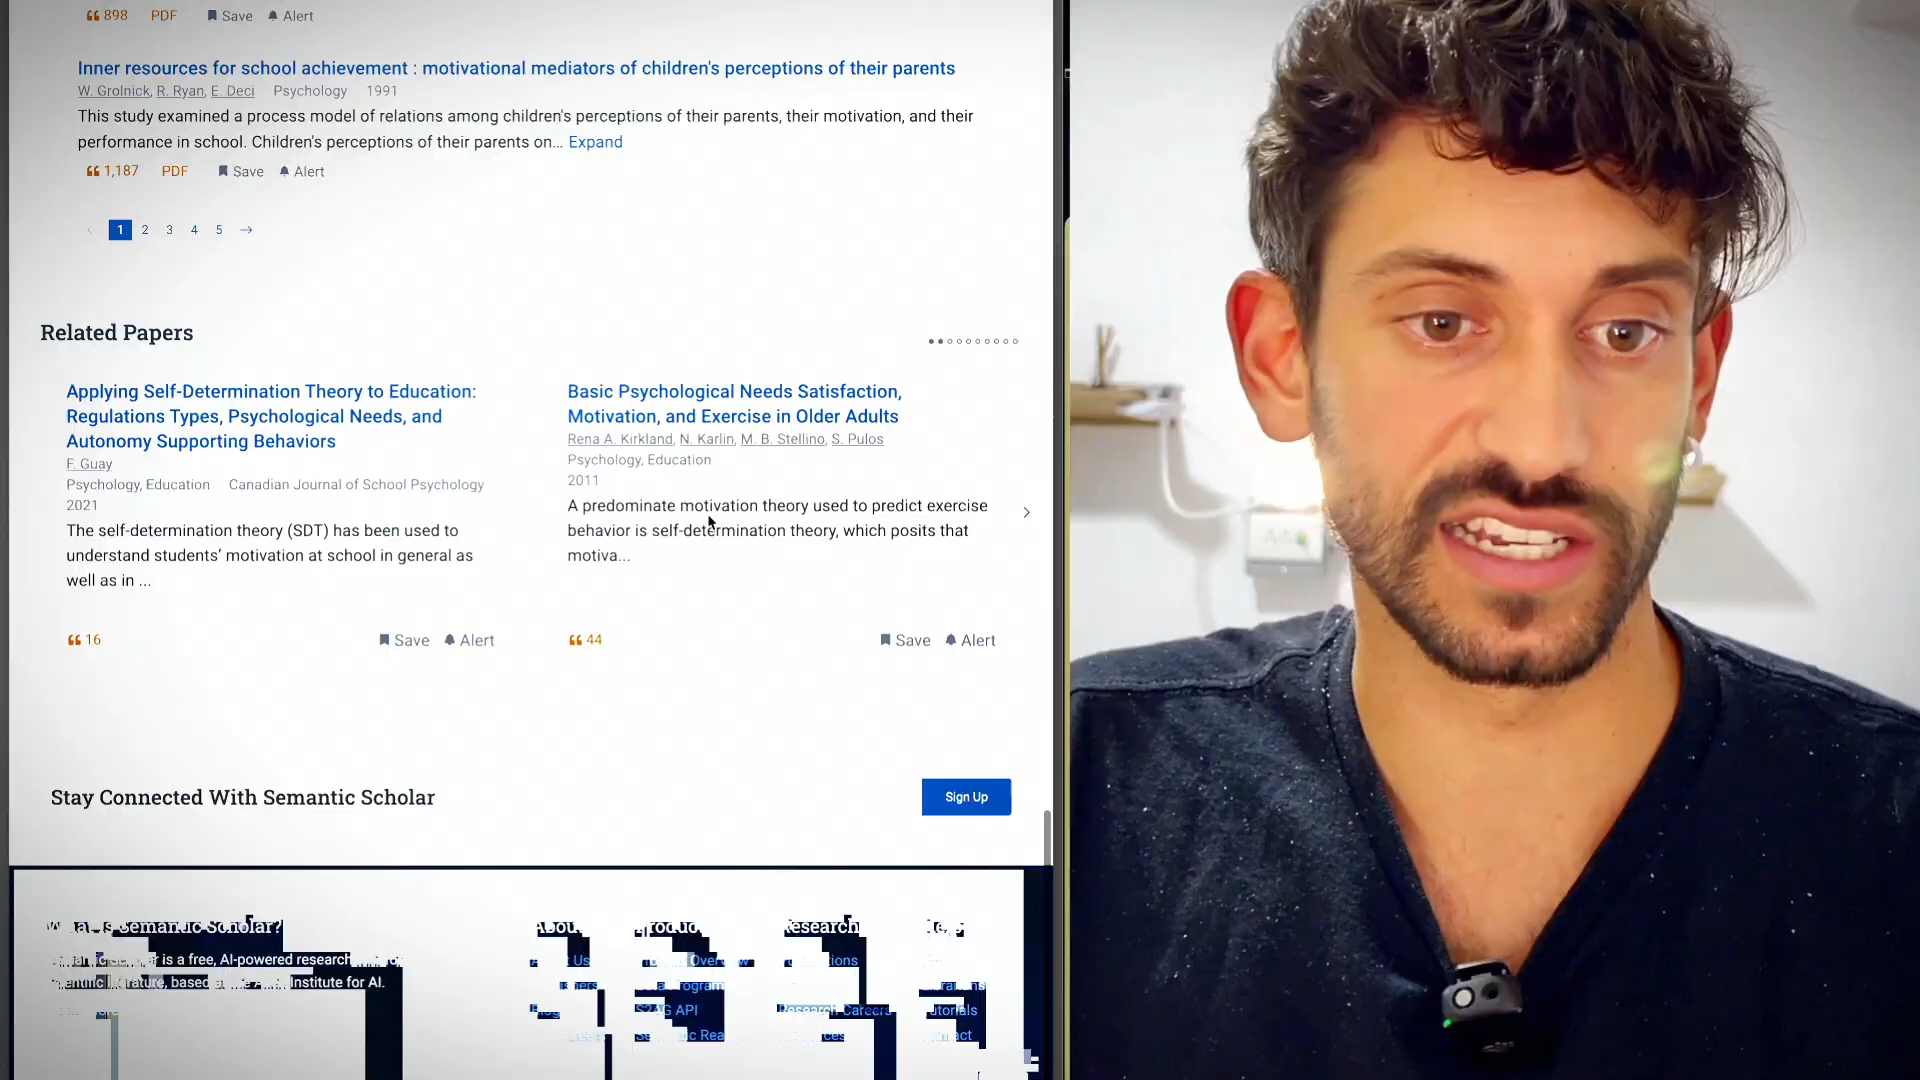 898 PDF Save Alert
Inner resources for school achievement : motivational mediators of children's perceptions of their parents
W. Grolnick, R. Ryan, E. Deci Psychology 1991
This study examined a process model of relations among children's perceptions of their parents, their motivation, and their
performance in school. Children's perceptions of their parents on... Expand
1,187 PDF Save Alert
1 2 3 4 5
Related Papers
Applying Self-Determination Theory to Education:
Regulations Types, Psychological Needs, and
Autonomy Supporting Behaviors
F. Guay
Psychology, Education Canadian Journal of School Psychology
2021
The self-determination theory (SDT) has been used to
understand students' motivation at school in general as
well as in ...
16 Save Alert
Basic Psychological Needs Satisfaction,
Motivation, and Exercise in Older Adults
Rena A. Kirkland, N. Karlin, M. B. Stellino, S. Pulos
Psychology, Education
2011
A predominate motivation theory used to predict exercise
behavior is self-determination theory, which posits that
motiva...
44 Save Alert
Stay Connected With Semantic Scholar
Sign Up
Semantic Scholar?
is a free, AI-powered research
based Institute for AI.
Us
API
Research
Research Careers